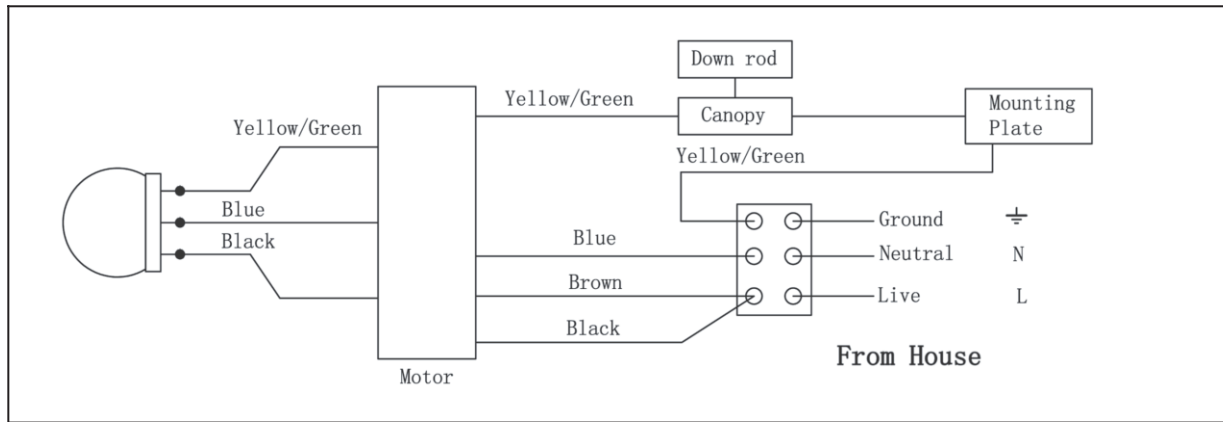 Down rod
Yellow/Green
Canopy
Mounting
Plate
Yellow/Green
Yellow/Green
Blue
Black
Blue
Brown
Black
Ground
Neutral N
Live L
From House
Motor